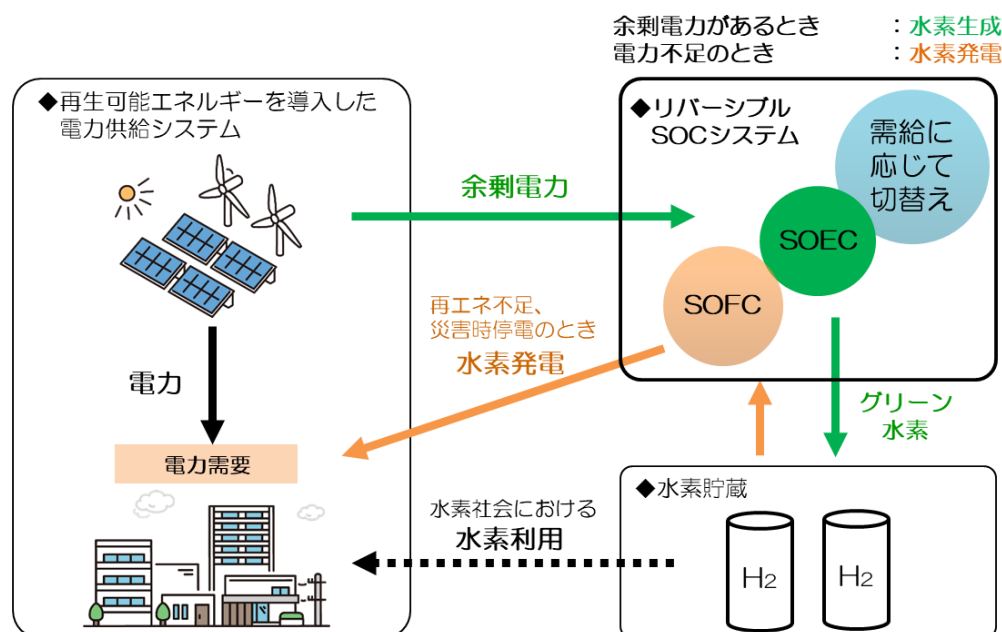 余剰電力があるとき ：水素生成
電力不足のとき ：水素発電
◆再生可能エネルギーを導入した
電力供給システム
◆リバーシブル
SOCシステム
需給に
応じて
切替え
余剰電力
SOEC
SOFC
再エネ不足、
災害時停電のとき
水素発電
電力
グリーン
水素
電力需要
◆水素貯蔵
水素社会における
水素利用
H2
H2